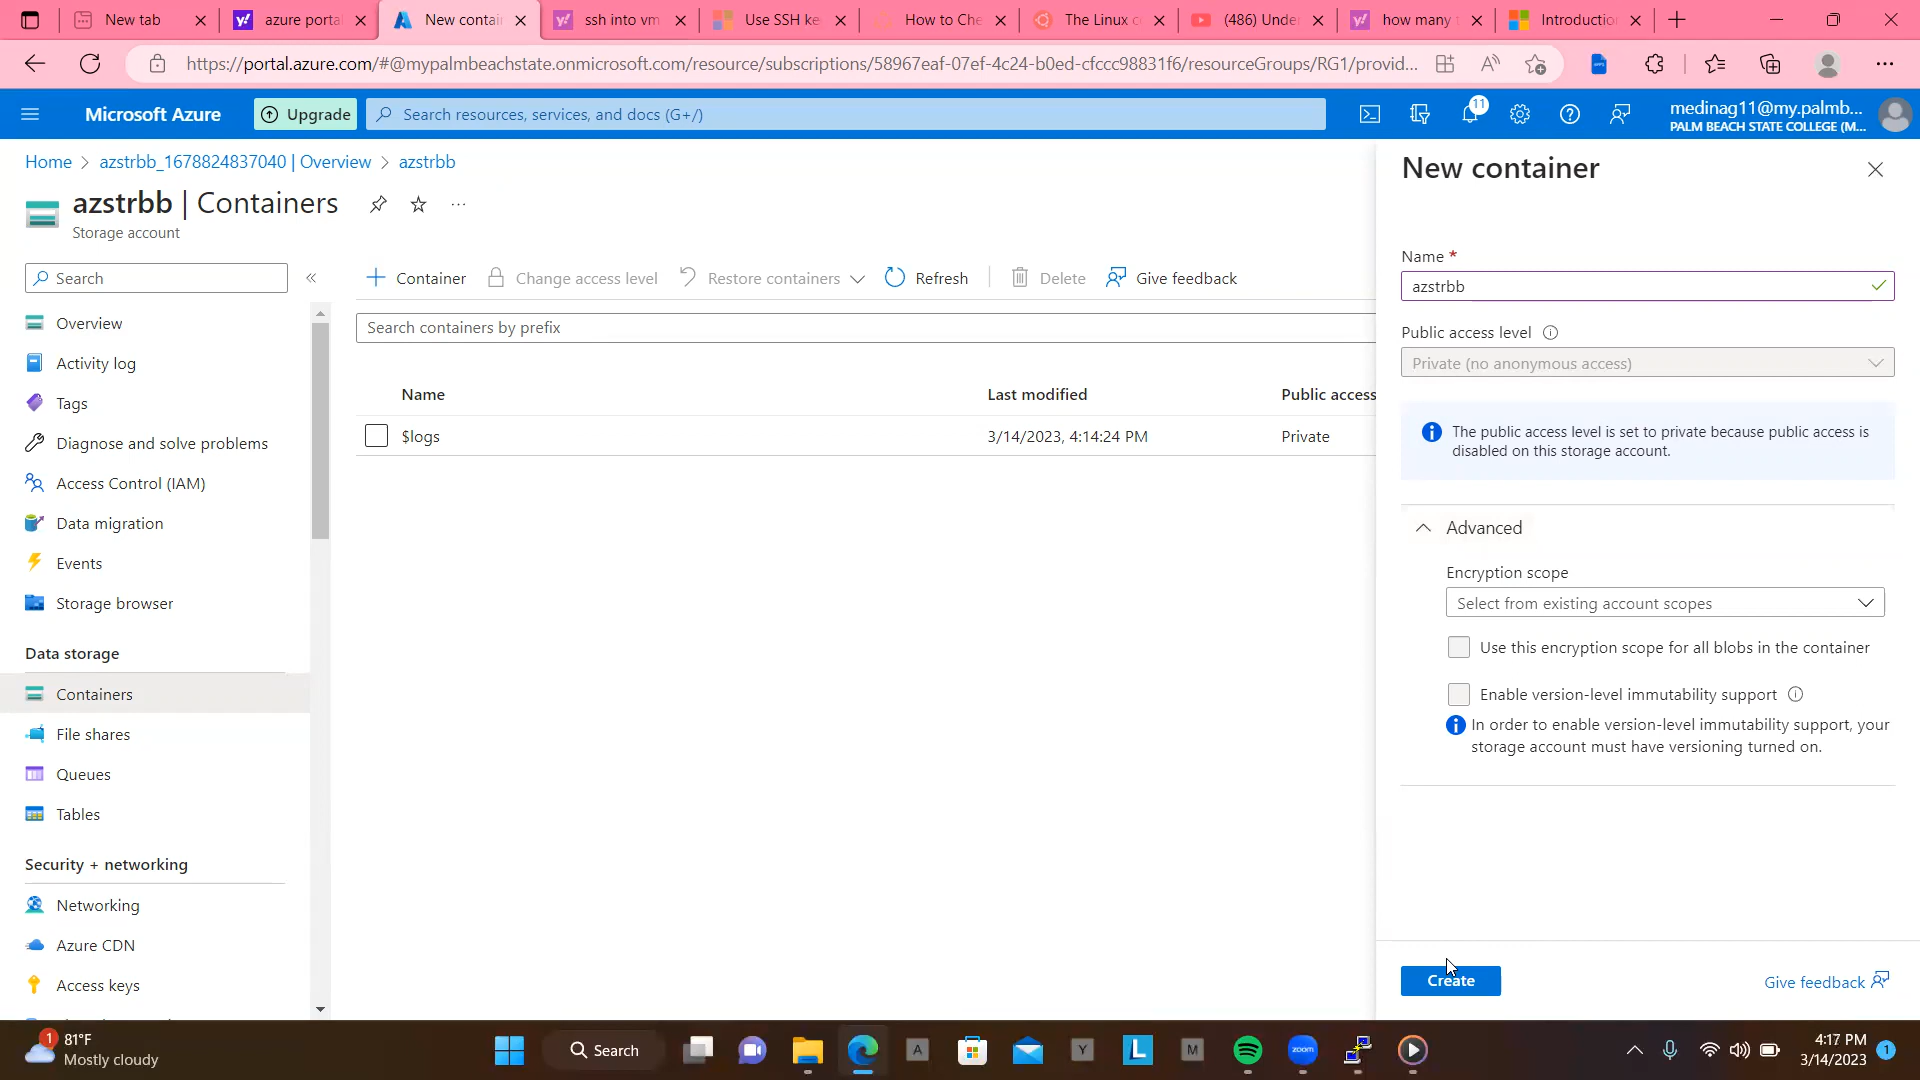 New tab
azure porta
New contai
ssh into vm
Use SSH ke
How to Che
The Linux c
(486) Unde
how many t
Introductio
https://portal.azure.com/#@mypalmbeachstate.onmicrosoft.com/resource/subscriptions/58967eaf-07ef-4c24-b0ed-cfccc98831f6/resourceGroups/RG1/provid...
Microsoft Azure
Upgrade
Search resources, services, and docs (G+/)
11
medinag11@my.palmb...
PALM BEACH STATE COLLEGE (M...
Home > azstrbb_1678824837040 | Overview > azstrbb
azstrbb | Containers
Storage account
Search
Overview
Activity log
Tags
Diagnose and solve problems
Access Control (IAM)
Data migration
Events
Storage browser
Data storage
Containers
File shares
Queues
Tables
Security + networking
Networking
Azure CDN
Access keys
Container
Change access level
Restore containers
Refresh
Delete
Give feedback
Search containers by prefix
Name Last modified Public access
$logs 3/14/2023, 4:14:24 PM Private
New container
Name *
azstrbb
Public access level
Private (no anonymous access)
The public access level is set to private because public access is
disabled on this storage account.
Advanced
Encryption scope
Select from existing account scopes
Use this encryption scope for all blobs in the container
Enable version-level immutability support
In order to enable version-level immutability support, your
storage account must have versioning turned on.
Create
Give feedback
1
81°F
Mostly cloudy
Search
A
Y
L
M
zoom
4:17 PM
3/14/2023
1